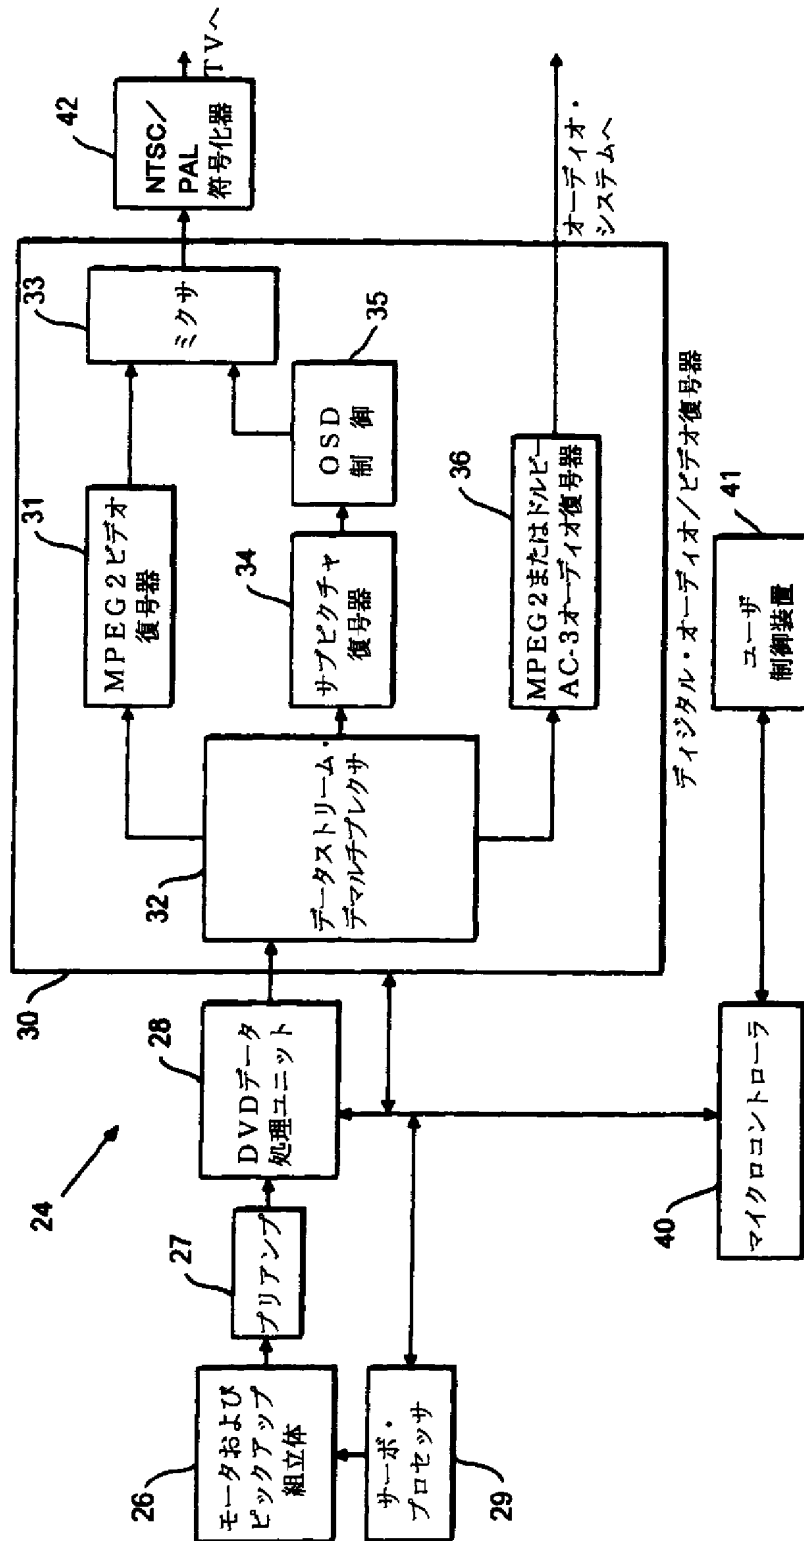 24
26
モータおよび
ピックアップ
組立体
27
プリアンプ
28
DVDデータ
処理ユニット
29
サーボ・
プロセッサ
30
32
データストリーム・
デマルチプレクサ
31
MPEG2ビデオ
復号器
34
サブピクチャ
復号器
35
OSD
制 御
33
ミクサ
42
NTSC/
PAL
符号化器
TVへ
36
MPEG2またはドルビー
AC-3オーディオ復号器
オーディオ・
システムへ
ディジタル・オーディオ/ビデオ復号器
40
マイクロコントローラ
41
ユーザ
制御装置